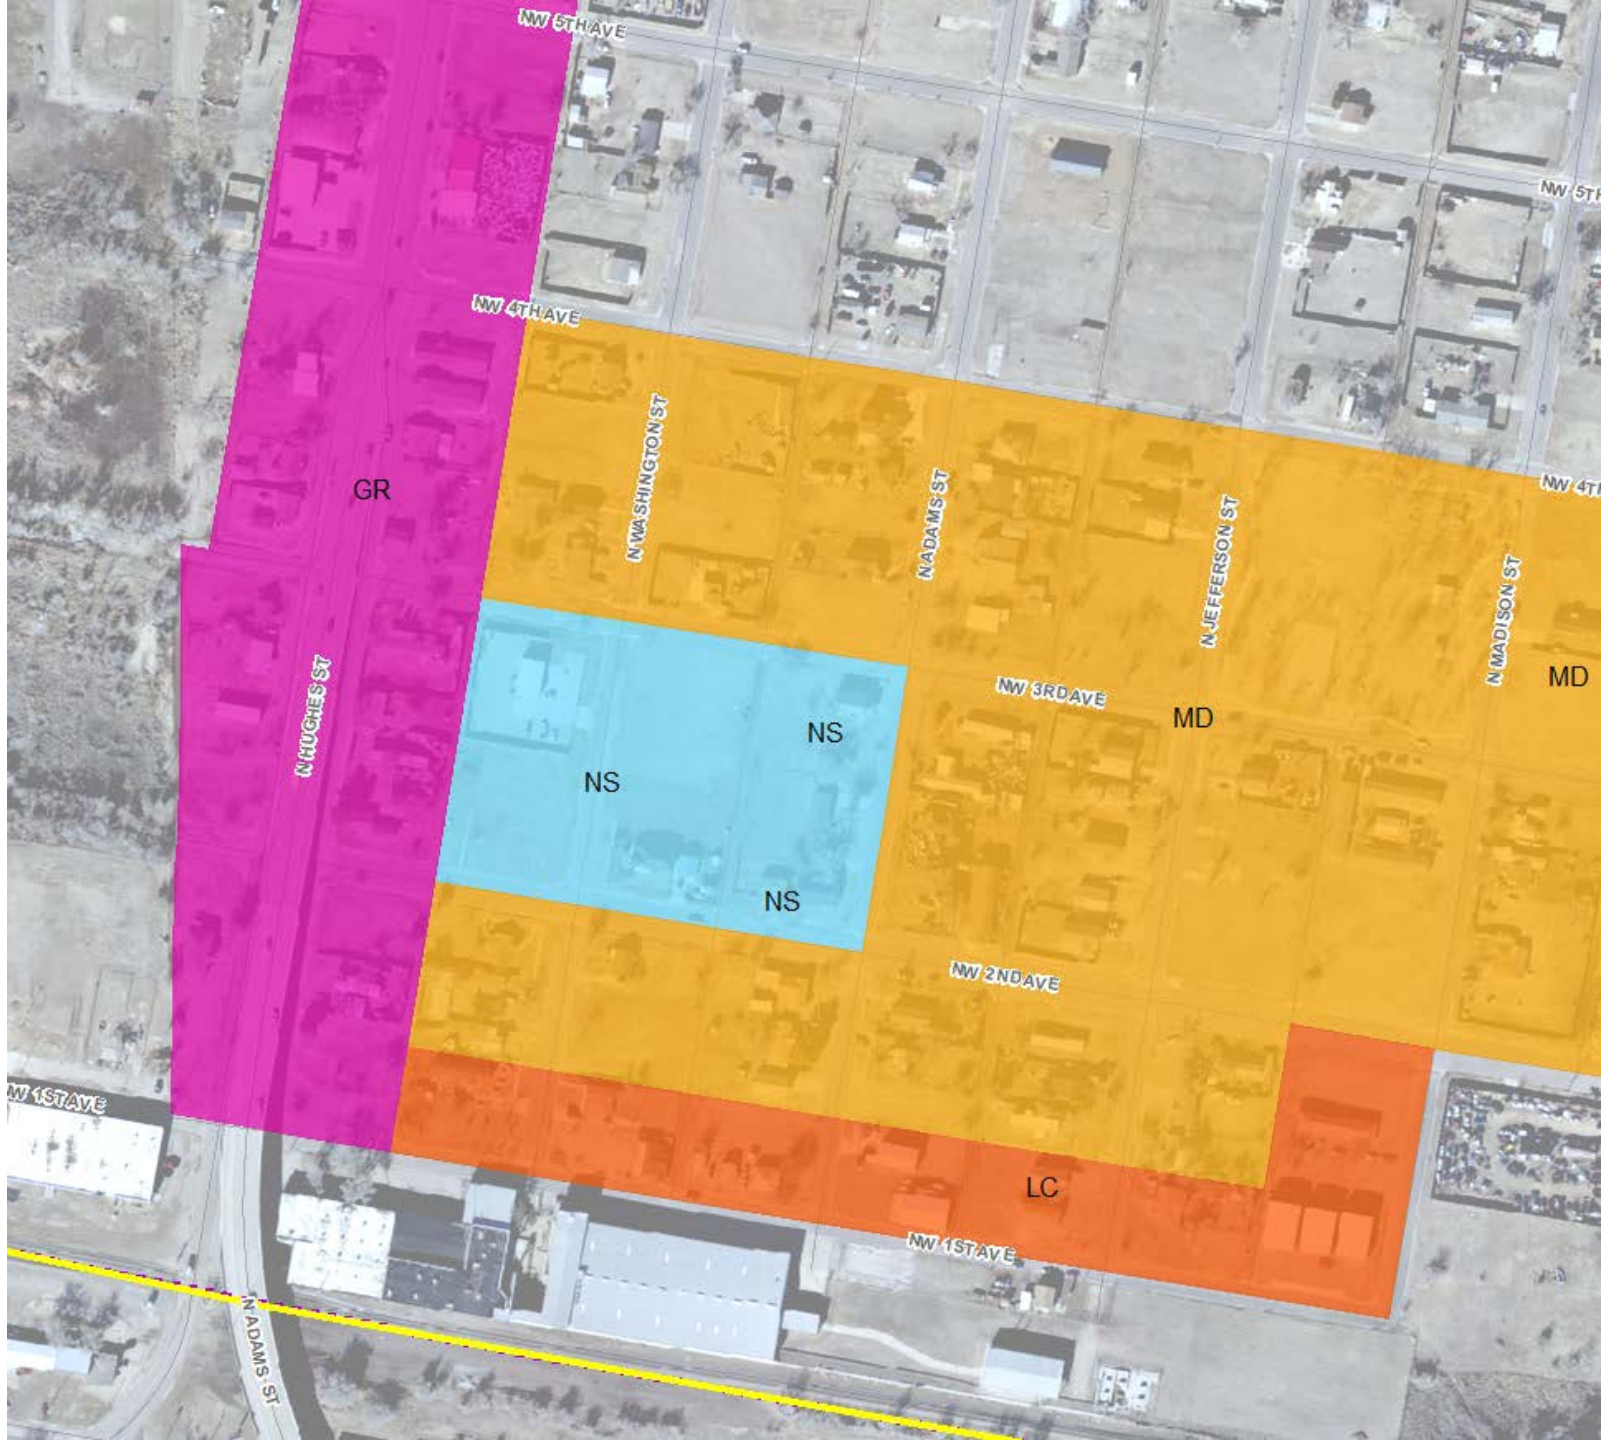 NW 5TH AVE
NW 5TH
NW 4TH AVE
N WASHINGTON ST
N ADAMS ST
NW 4TH
GR
N JEFFERSON ST
N MADISON ST
MD
N HUGHES ST
NW 3RD AVE
MD
NS
NS
NS
NW 2ND AVE
W 1ST AVE
LC
NW 1ST AVE
N ADAMS ST